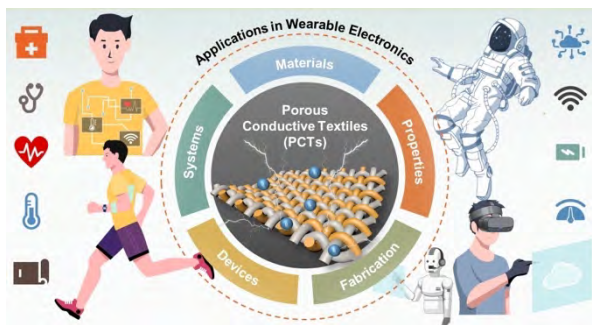 Applications in Wearable Electronics
Materials
Properties
Fabrication
Devices
Systems
Porous
Conductive Textiles
(PCTs)